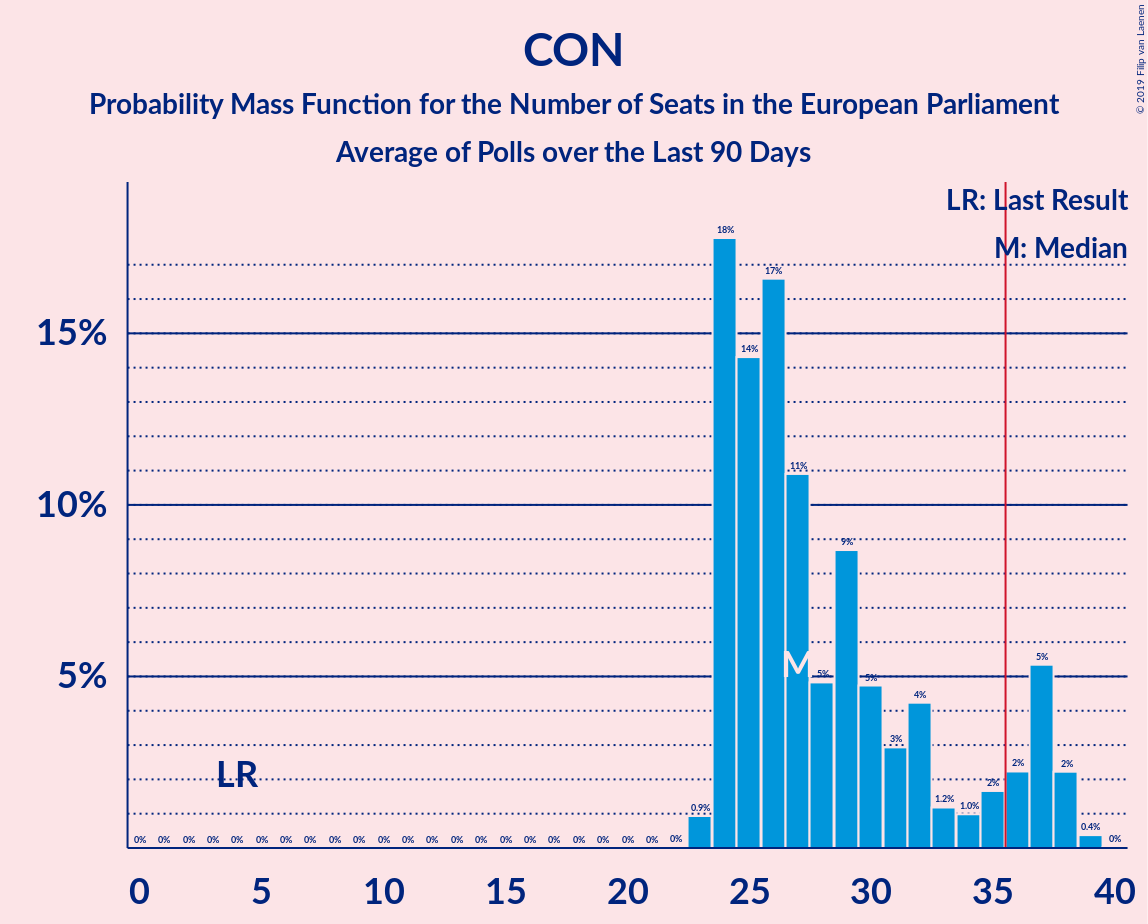 CON
Probability Mass Function for the Number of Seats in the European Parliament
Average of Polls over the Last 90 Days
© 2019 Filip van Laenen
LR: Last Result
M: Median
15%
10%
5%
LR
M
0% 0% 0% 0% 0% 0% 0% 0% 0% 0% 0% 0% 0% 0% 0% 0% 0% 0% 0% 0% 0% 0% 0% 0.9% 18% 14% 17% 11% 5% 9% 5% 3% 4% 1.2% 1.0% 2% 2% 5% 2% 0.4% 0%
0 5 10 15 20 25 30 35 40